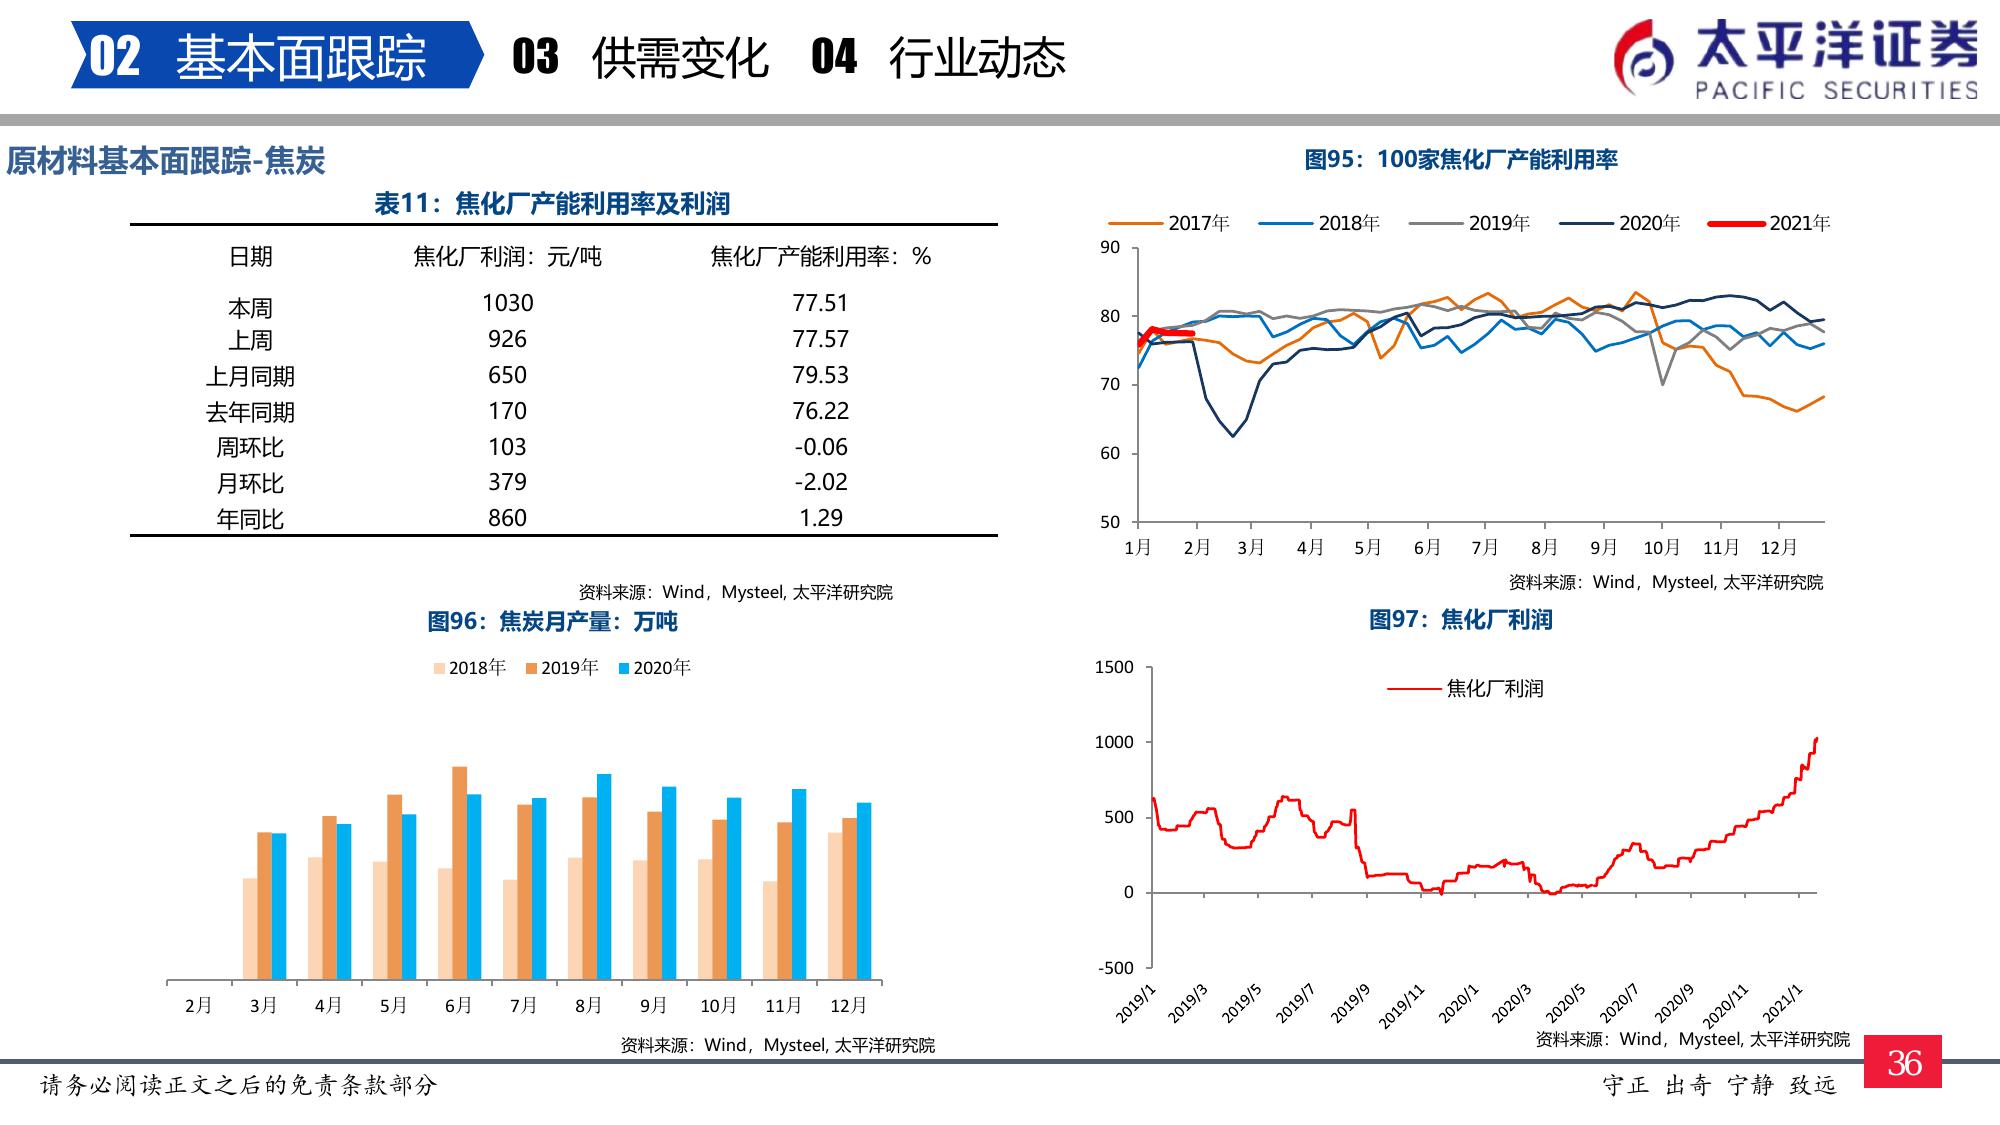 02 基本面跟踪 03 供需变化 04 行业动态
太平洋证券
PACIFIC SECURITIES
原材料基本面跟踪-焦炭
表11：焦化厂产能利用率及利润
日期 焦化厂利润：元/吨 焦化厂产能利用率：%
本周 1030 77.51
上周 926 77.57
上月同期 650 79.53
去年同期 170 76.22
周环比 103 -0.06
月环比 379 -2.02
年同比 860 1.29
资料来源：Wind，Mysteel, 太平洋研究院
图95：100家焦化厂产能利用率
2017年 2018年 2019年 2020年 2021年
90
80
70
60
50
1月 2月 3月 4月 5月 6月 7月 8月 9月 10月 11月 12月
资料来源：Wind，Mysteel, 太平洋研究院
图96：焦炭月产量：万吨
2018年 2019年 2020年
2月 3月 4月 5月 6月 7月 8月 9月 10月 11月 12月
资料来源：Wind，Mysteel, 太平洋研究院
图97：焦化厂利润
焦化厂利润
1500
1000
500
0
-500
2019/1 2019/3 2019/5 2019/7 2019/9 2019/11 2020/1 2020/3 2020/5 2020/7 2020/9 2020/11 2021/1
资料来源：Wind，Mysteel, 太平洋研究院
请务必阅读正文之后的免责条款部分
守正 出奇 宁静 致远
36